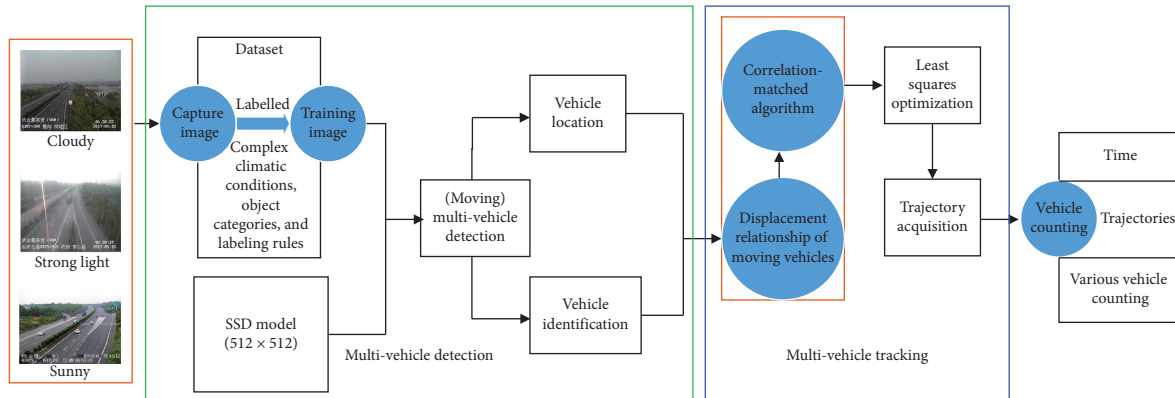 Cloudy
Strong light
Sunny
Dataset
Capture
image
Labelled
Training
image
Complex
climatic
conditions,
object
categories, and
labeling rules
SSD model
(512 × 512)
(Moving)
multi-vehicle
detection
Vehicle
location
Vehicle
identification
Multi-vehicle detection
Correlation-
matched
algorithm
Displacement
relationship of
moving vehicles
Least
squares
optimization
Trajectory
acquisition
Multi-vehicle tracking
Vehicle
counting
Time
Trajectories
Various vehicle
counting